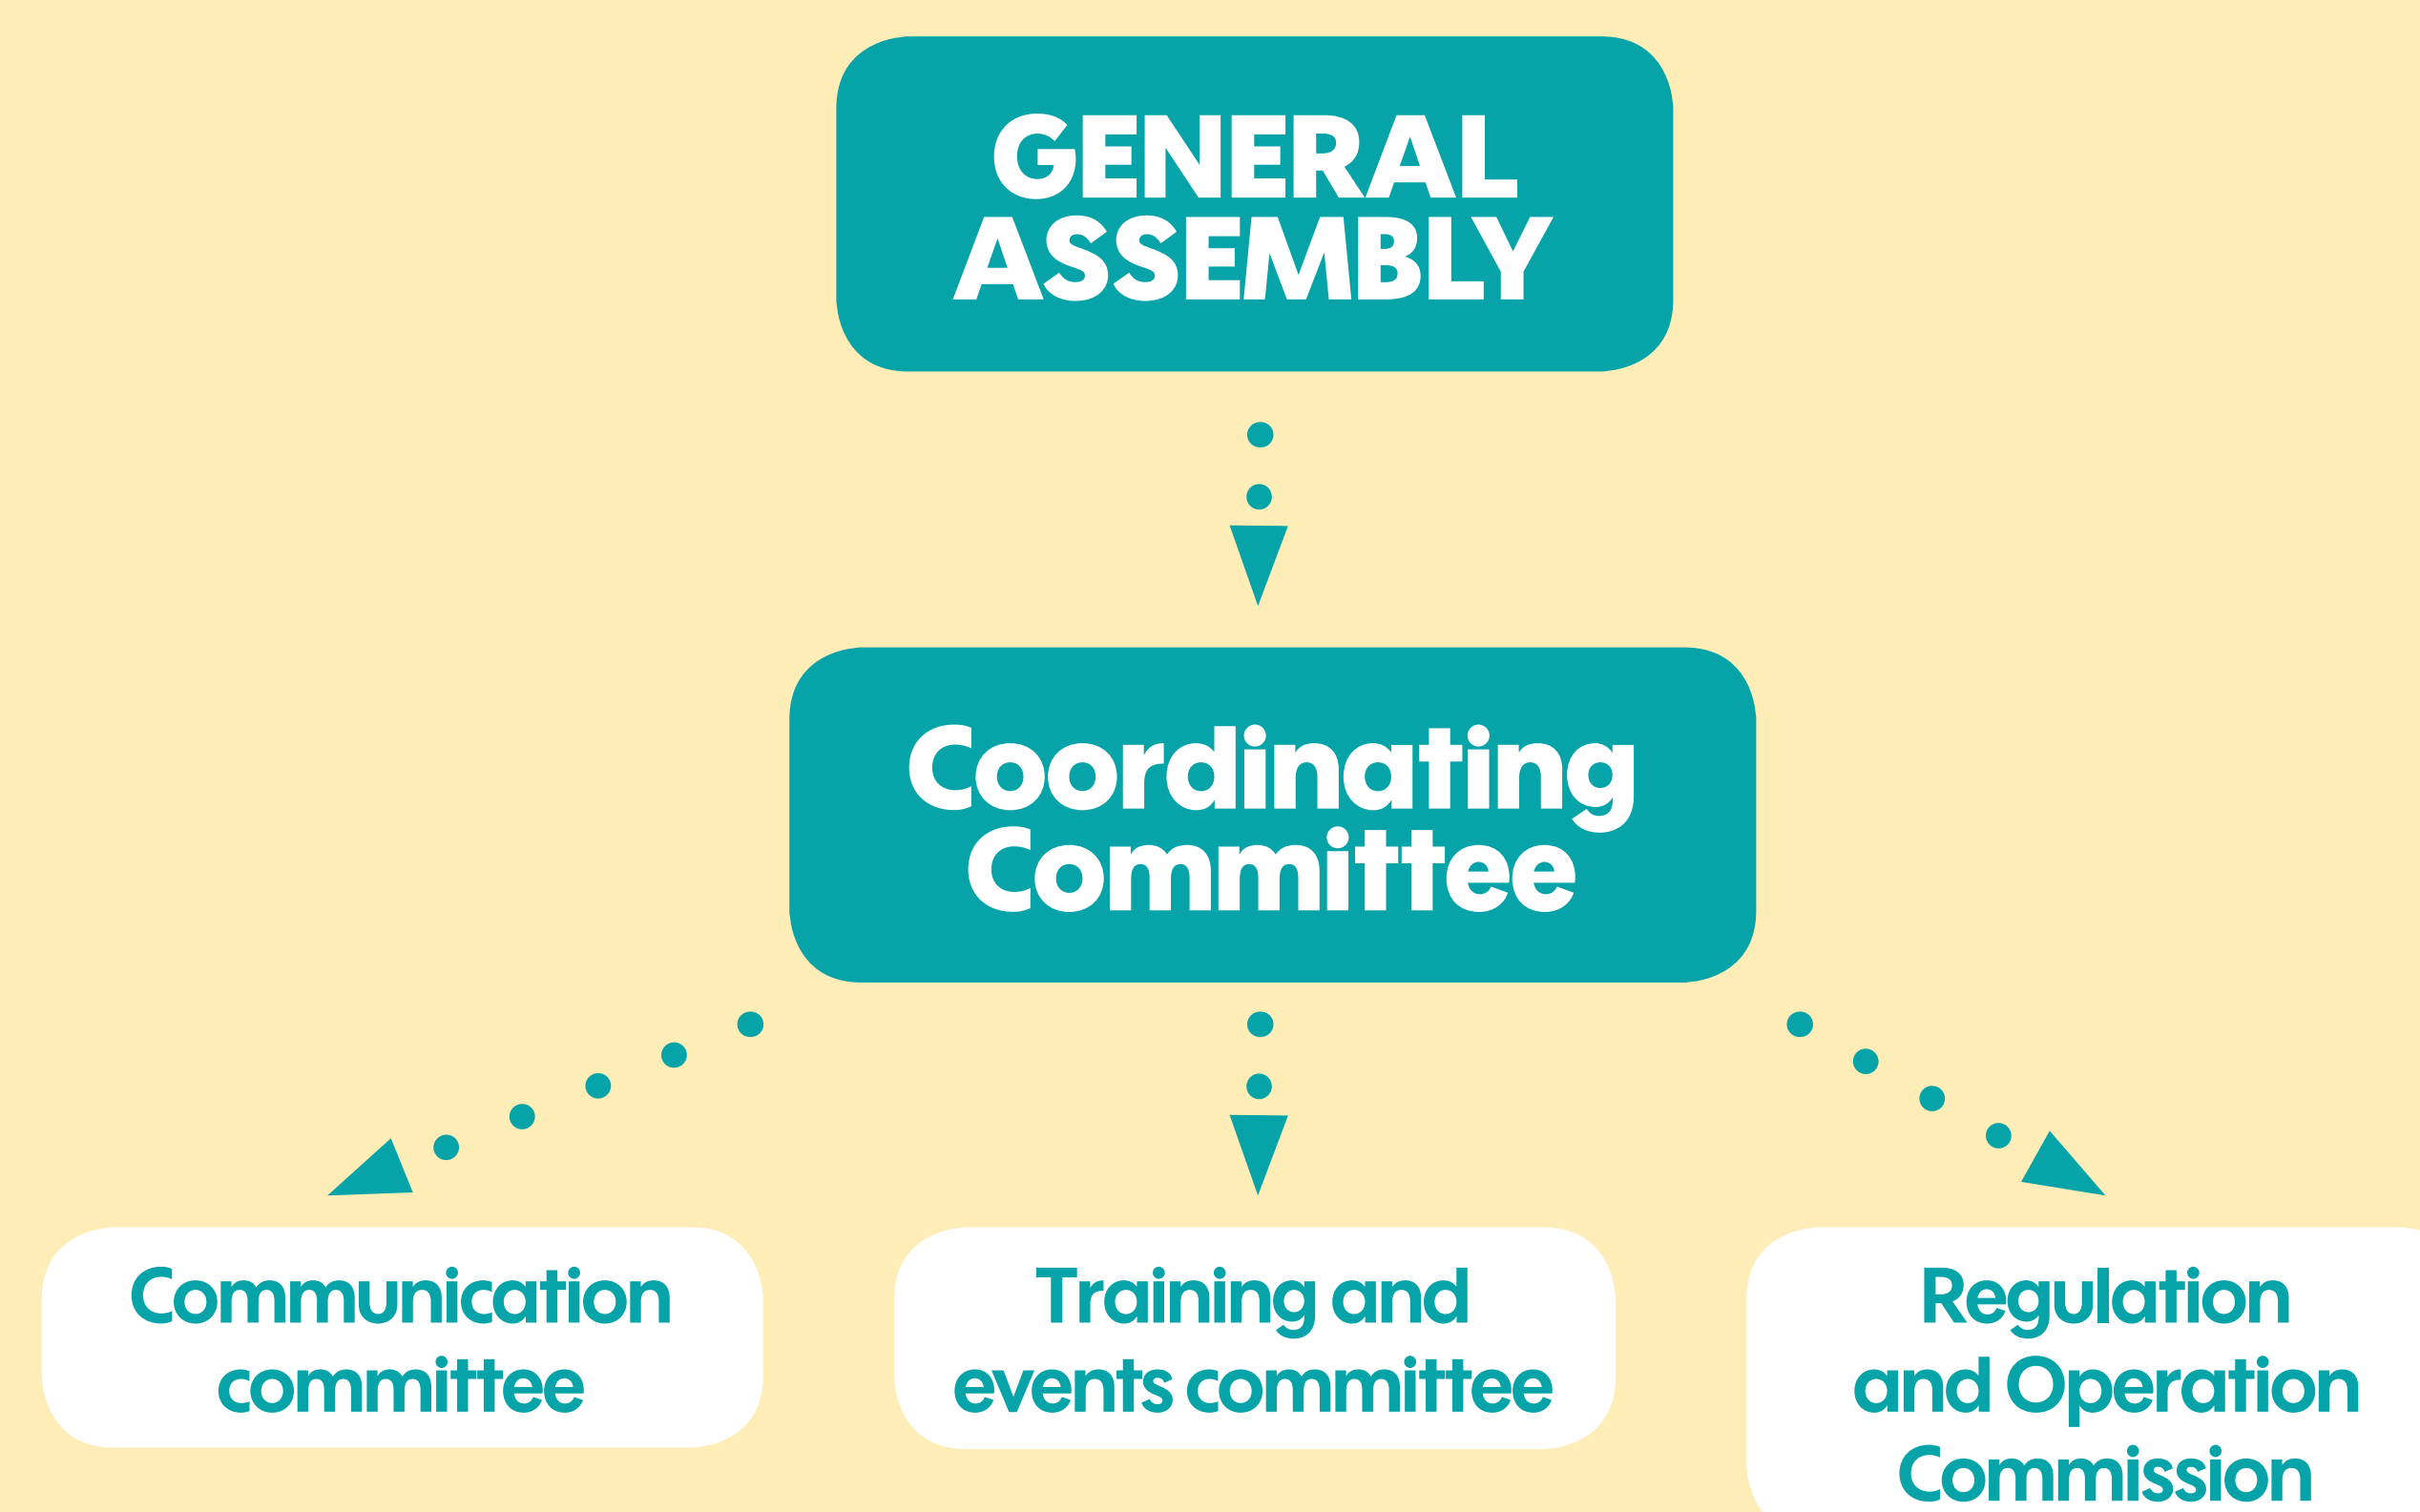 GENERAL
ASSEMBLY
Coordinating
Committee
Communication
committee
Training and
events committee
Regulation
and Operation
Commission